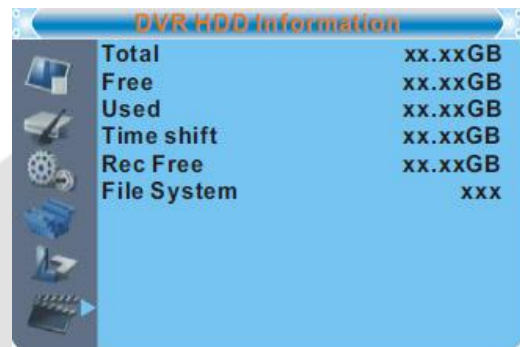 DVR HDD Information
Total xx.xxGB
Free xx.xxGB
Used xx.xxGB
Time shift xx.xxGB
Rec Free xx.xxGB
File System xxx